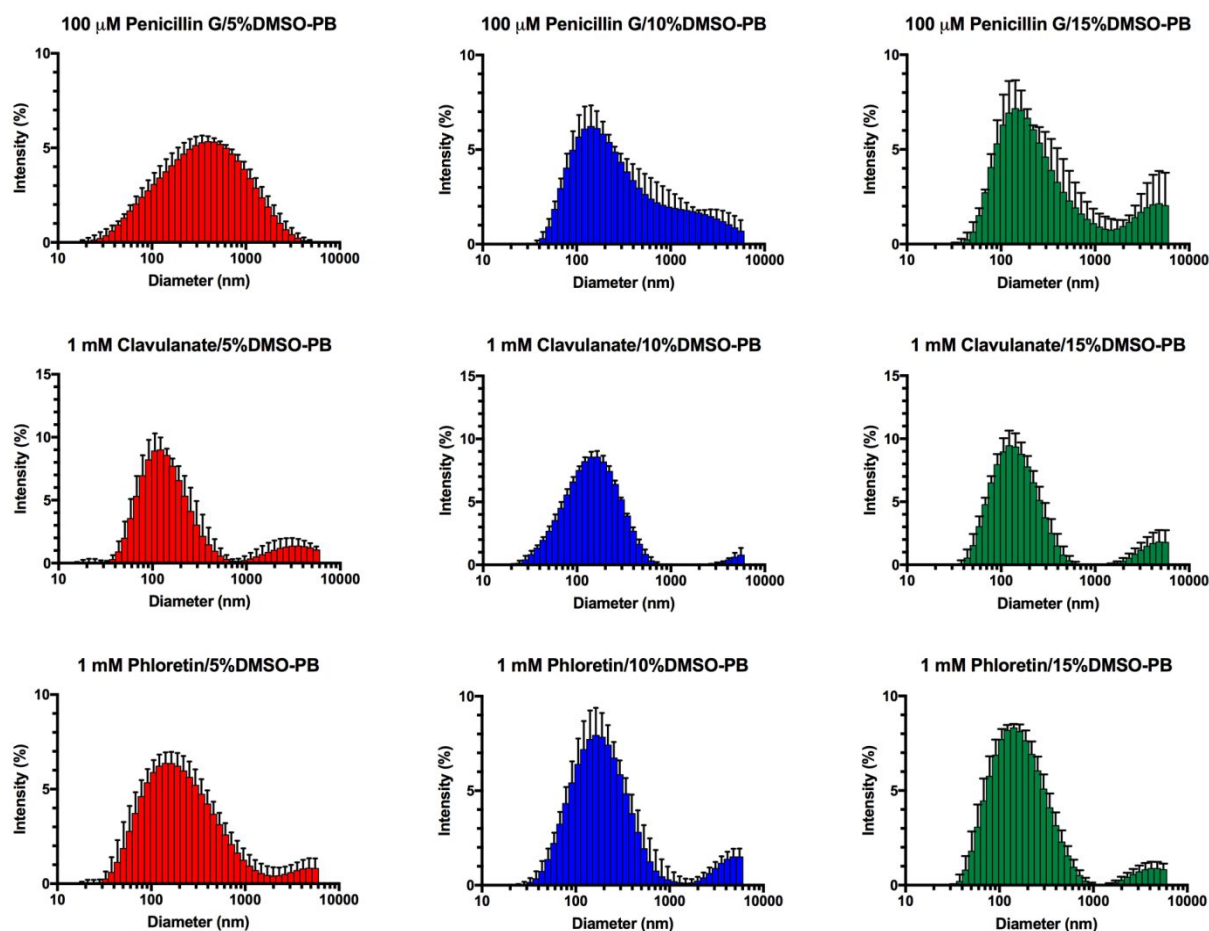 100 μM Penicillin G/5%DMSO-PB
10
5
0
Intensity (%)
10 100 1000 10000
Diameter (nm)
100 μM Penicillin G/10%DMSO-PB
10
8
6
4
2
0
Intensity (%)
10 100 1000 10000
Diameter (nm)
100 μM Penicillin G/15%DMSO-PB
10
5
0
Intensity (%)
10 100 1000 10000
Diameter (nm)
1 mM Clavulanate/5%DMSO-PB
15
10
5
0
Intensity (%)
10 100 1000 10000
Diameter (nm)
1 mM Clavulanate/10%DMSO-PB
15
10
5
0
Intensity (%)
10 100 1000 10000
Diameter (nm)
1 mM Clavulanate/15%DMSO-PB
15
10
5
0
Intensity (%)
10 100 1000 10000
Diameter (nm)
1 mM Phloretin/5%DMSO-PB
10
5
0
Intensity (%)
10 100 1000 10000
Diameter (nm)
1 mM Phloretin/10%DMSO-PB
10
5
0
Intensity (%)
10 100 1000 10000
Diameter (nm)
1 mM Phloretin/15%DMSO-PB
10
5
0
Intensity (%)
10 100 1000 10000
Diameter (nm)